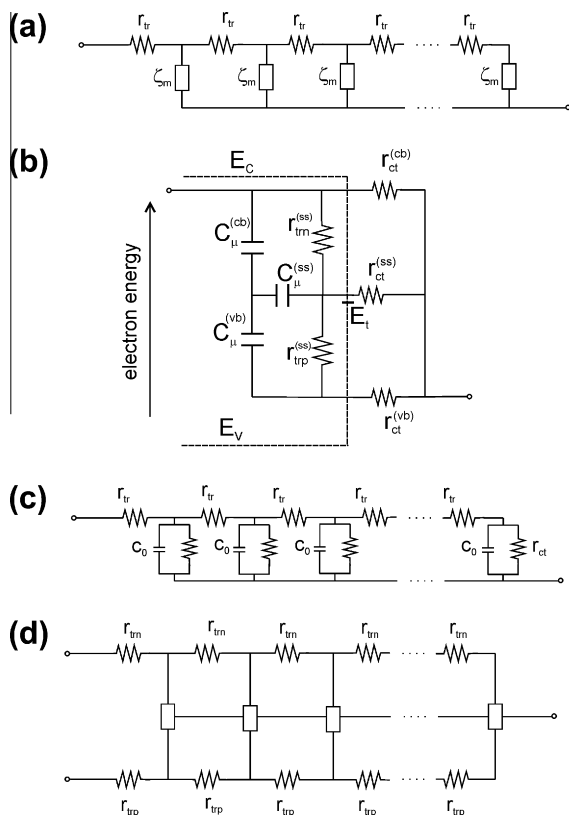 (a)
r_tr r_tr r_tr r_tr r_tr
ζ_m ζ_m ζ_m ζ_m
(b)
E_C
r_ct^(cb)
C_μ^(cb) r_trn^(ss)
C_μ^(ss) r_ct^(ss)
E_t
C_μ^(vb) r_trp^(ss)
r_ct^(vb)
E_V
electron energy
(c)
r_tr r_tr r_tr r_tr r_tr
c_0 c_0 c_0 c_0 r_ct
(d)
r_trn r_trn r_trn r_trn r_trn
r_trp r_trp r_trp r_trp r_trp